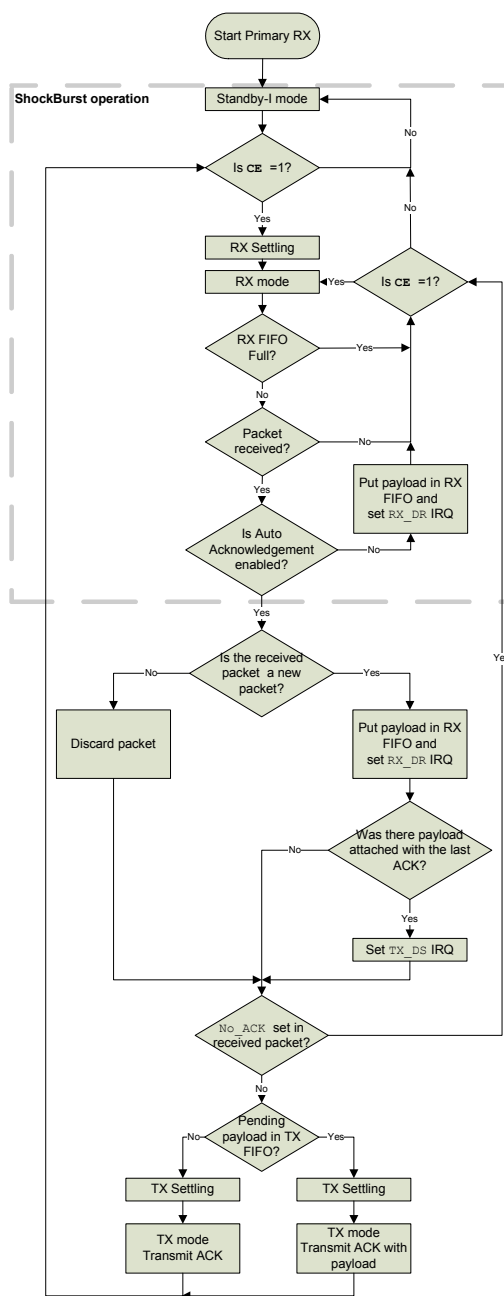 Start Primary RX
ShockBurst operation
Standby-I mode
No
Is CE =1?
No
Yes
RX Settling
RX mode
Yes
Is CE =1?
RX FIFO
Full?
Yes
No
Packet
received?
No
Put payload in RX
FIFO and
set RX_DR IRQ
Yes
Is Auto
Acknowledgement
enabled?
No
Yes
Is the received
packet a new
packet?
No
Yes
Discard packet
Put payload in RX
FIFO and
set RX_DR IRQ
Was there payload
attached with the last
ACK?
No
Yes
Set TX_DS IRQ
No_ACK set in
received packet?
No
Pending
payload in TX
FIFO?
No
Yes
TX Settling
TX Settling
TX mode
Transmit ACK
TX mode
Transmit ACK with
payload